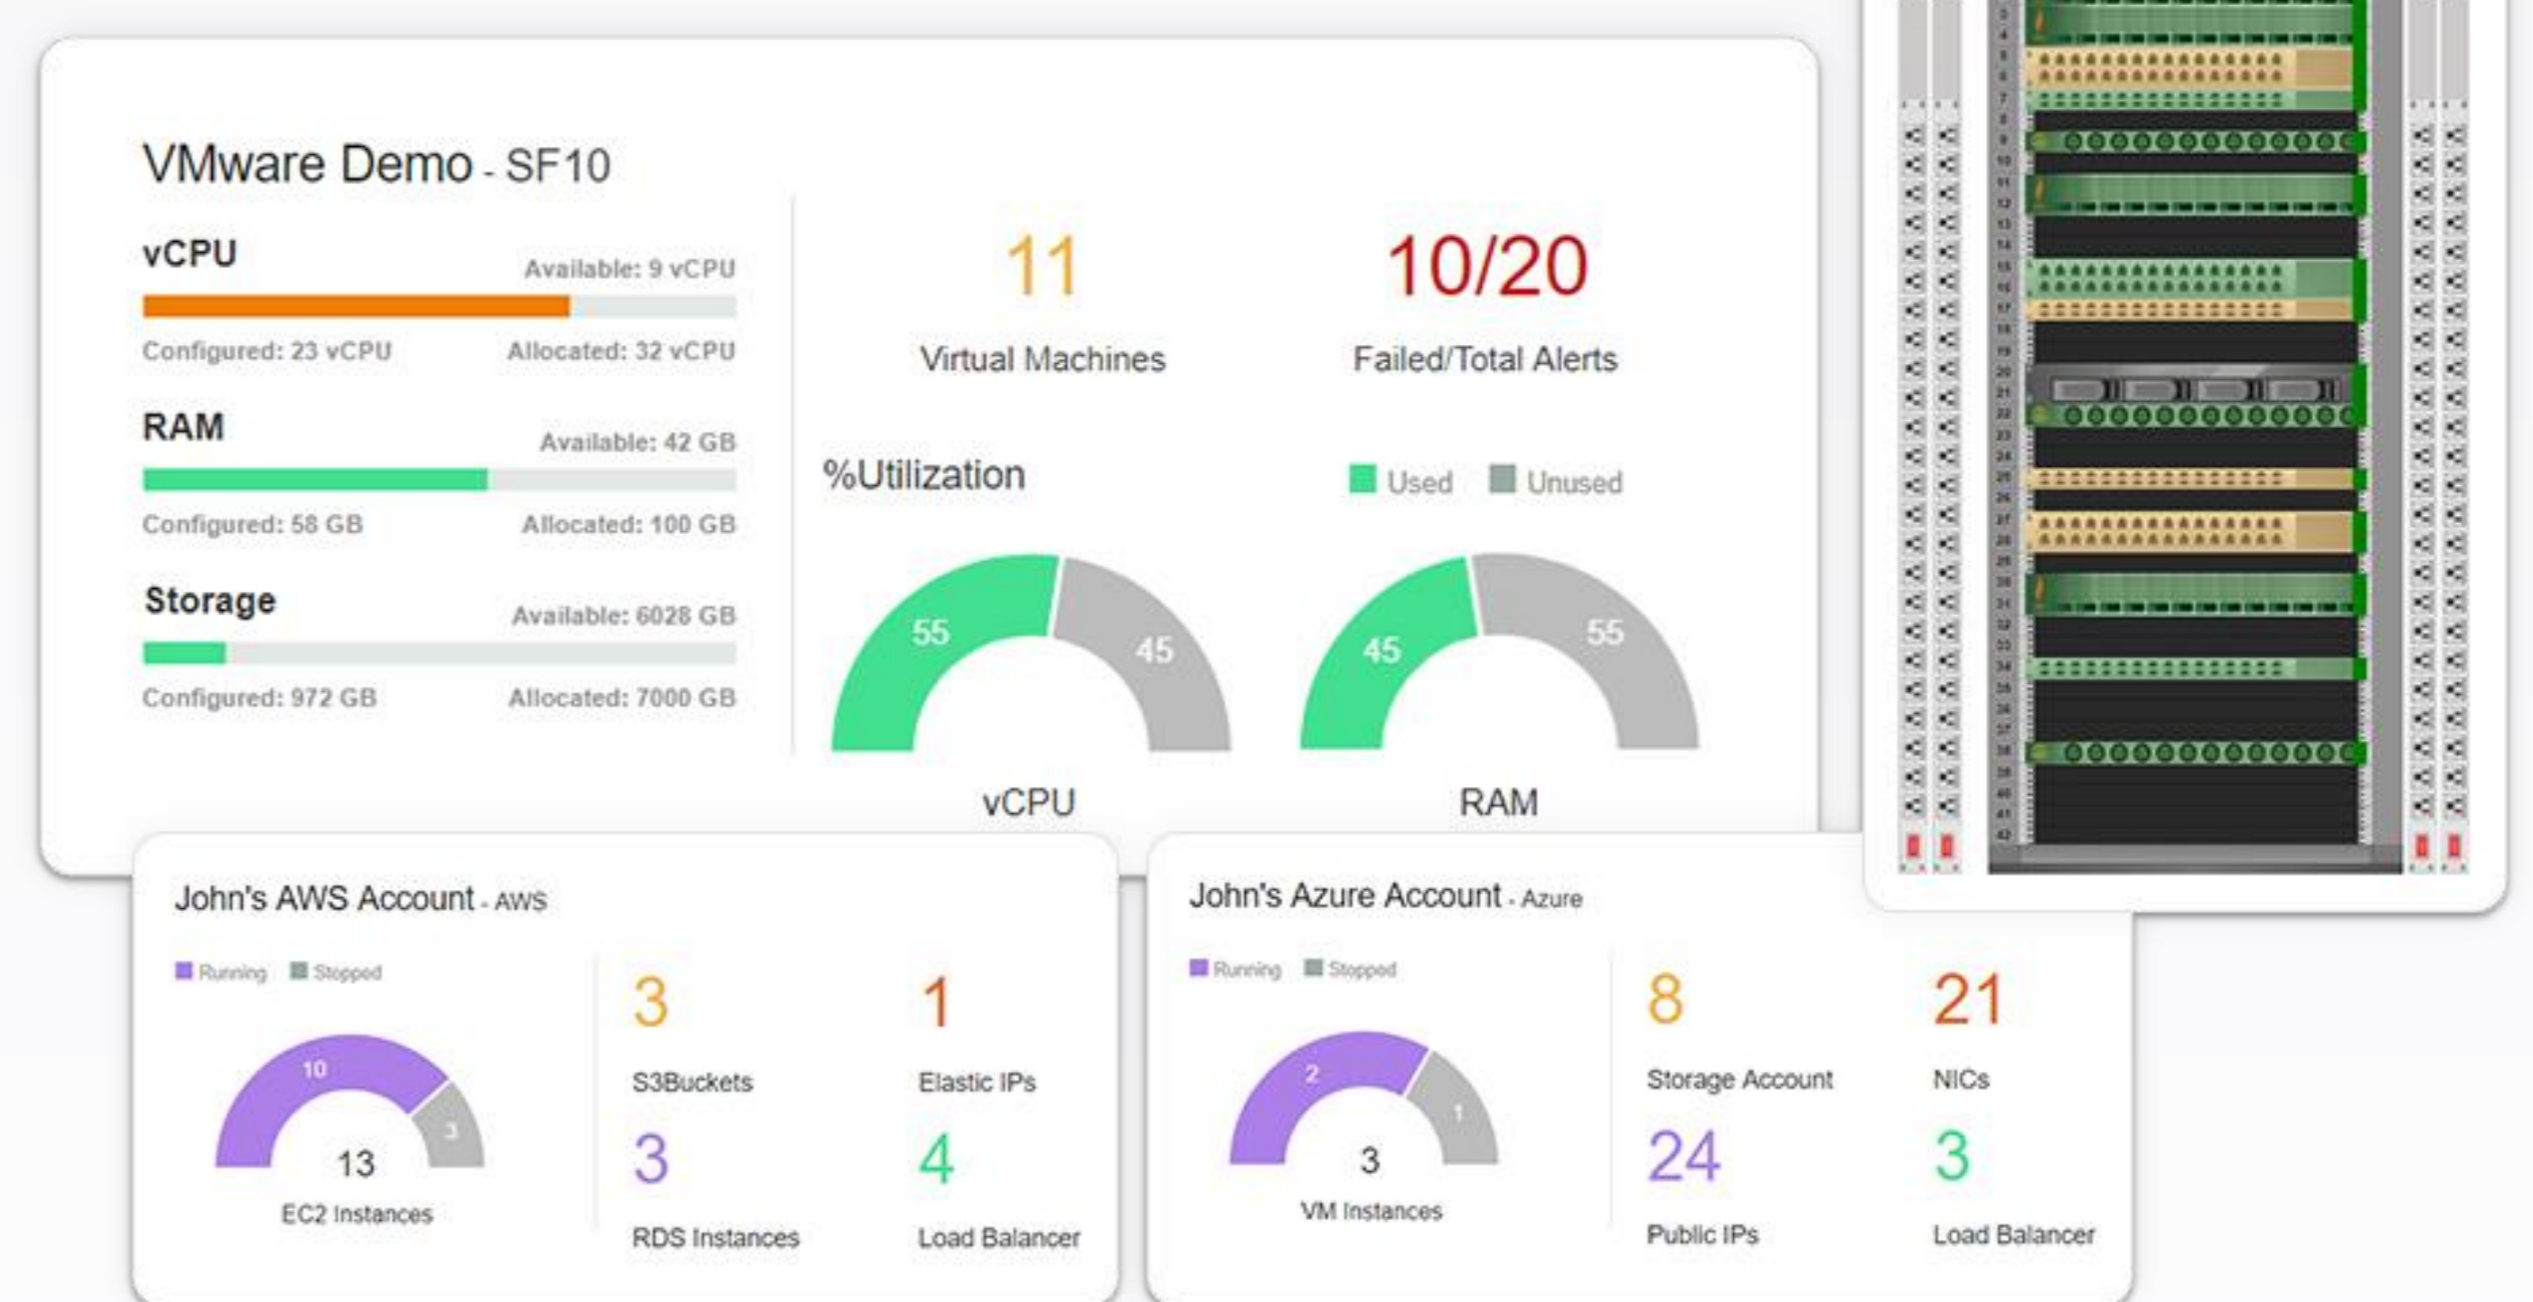 VMware Demo - SF10
vCPU
Available: 9 vCPU
Configured: 23 vCPU
Allocated: 32 vCPU
RAM
Available: 42 GB
Configured: 58 GB
Allocated: 100 GB
Storage
Available: 6028 GB
Configured: 972 GB
Allocated: 7000 GB
11
Virtual Machines
10/20
Failed/Total Alerts
%Utilization
Used
Unused
55
45
vCPU
45
55
RAM
John's AWS Account - AWS
Running
Stopped
10
3
13
EC2 Instances
3
S3Buckets
1
Elastic IPs
3
RDS Instances
4
Load Balancer
John's Azure Account - Azure
Running
Stopped
2
1
3
VM Instances
8
Storage Account
21
NICs
24
Public IPs
3
Load Balancer